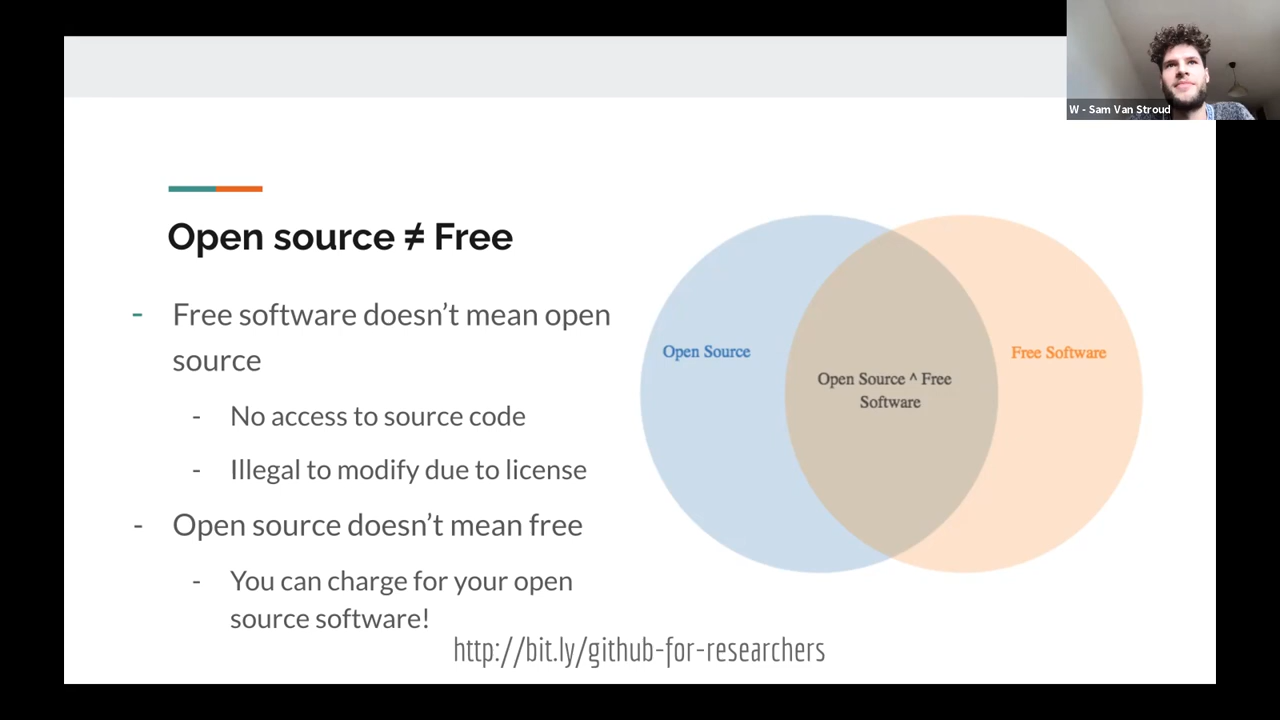 W - Sam Van Stroud
Open source ≠ Free
- Free software doesn’t mean open
source
- No access to source code
- Illegal to modify due to license
- Open source doesn’t mean free
- You can charge for your open
source software!
Open Source
Open Source ^ Free
Software
Free Software
http://bit.ly/github-for-researchers